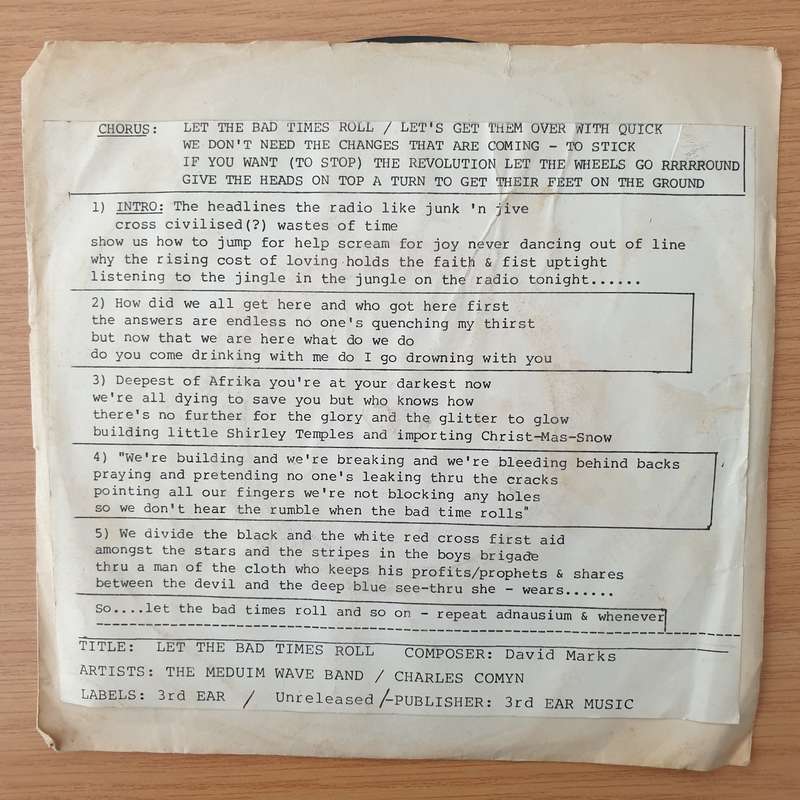 CHORUS: LET THE BAD TIMES ROLL / LET'S GET THEM OVER WITH QUICK
WE DON'T NEED THE CHANGES THAT ARE COMING - TO STICK
IF YOU WANT (TO STOP) THE REVOLUTION LET THE WHEELS GO RRRRROUND
GIVE THE HEADS ON TOP A TURN TO GET THEIR FEET ON THE GROUND
1) INTRO: The headlines the radio like junk 'n jive
cross civilised(?) wastes of time
show us how to jump for help scream for joy never dancing out of line
why the rising cost of loving holds the faith & fist uptight
listening to the jingle in the jungle on the radio tonight......
2) How did we all get here and who got here first
the answers are endless no one's quenching my thirst
but now that we are here what do we do
do you come drinking with me do I go drowning with you
3) Deepest of Afrika you're at your darkest now
we're all dying to save you but who knows how
there's no further for the glory and the glitter to glow
building little Shirley Temples and importing Christ-Mas-Snow
4) "We're building and we're breaking and we're bleeding behind backs
praying and pretending no one's leaking thru the cracks
pointing all our fingers we're not blocking any holes
so we don't hear the rumble when the bad time rolls"
5) We divide the black and the white red cross first aid
amongst the stars and the stripes in the boys brigade
thru a man of the cloth who keeps his profits/prophets & shares
between the devil and the deep blue see-thru she - wears......
So....let the bad times roll and so on - repeat adnausium & whenever
TITLE: LET THE BAD TIMES ROLL COMPOSER: David Marks
ARTISTS: THE MEDUIM WAVE BAND / CHARLES COMYN
LABELS: 3rd EAR / Unreleased /-PUBLISHER: 3rd EAR MUSIC